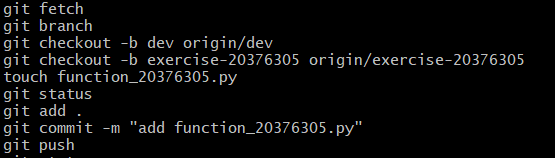 git fetch
git branch
git checkout -b dev origin/dev
git checkout -b exercise-20376305 origin/exercise-20376305
touch function_20376305.py
git status
git add .
git commit -m "add function_20376305.py"
git push